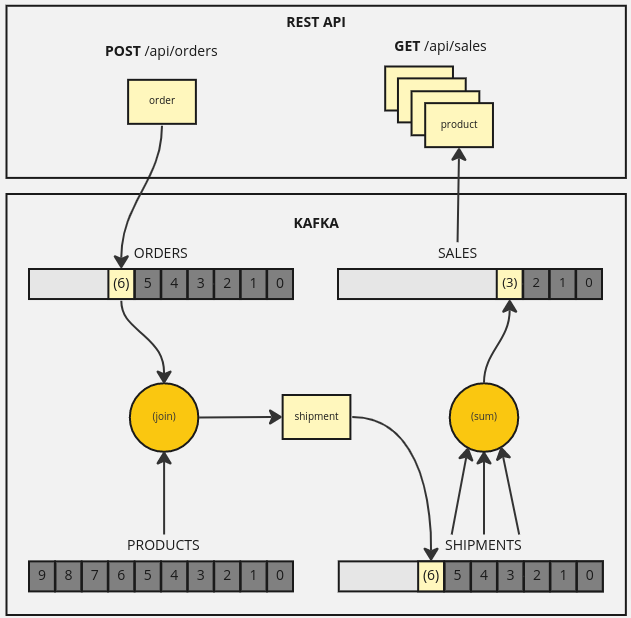 REST API
POST /api/orders
GET /api/sales
order
product
KAFKA
ORDERS
(6) 5 4 3 2 1 0
SALES
(3) 2 1 0
(join)
shipment
(sum)
PRODUCTS
9 8 7 6 5 4 3 2 1 0
SHIPMENTS
(6) 5 4 3 2 1 0